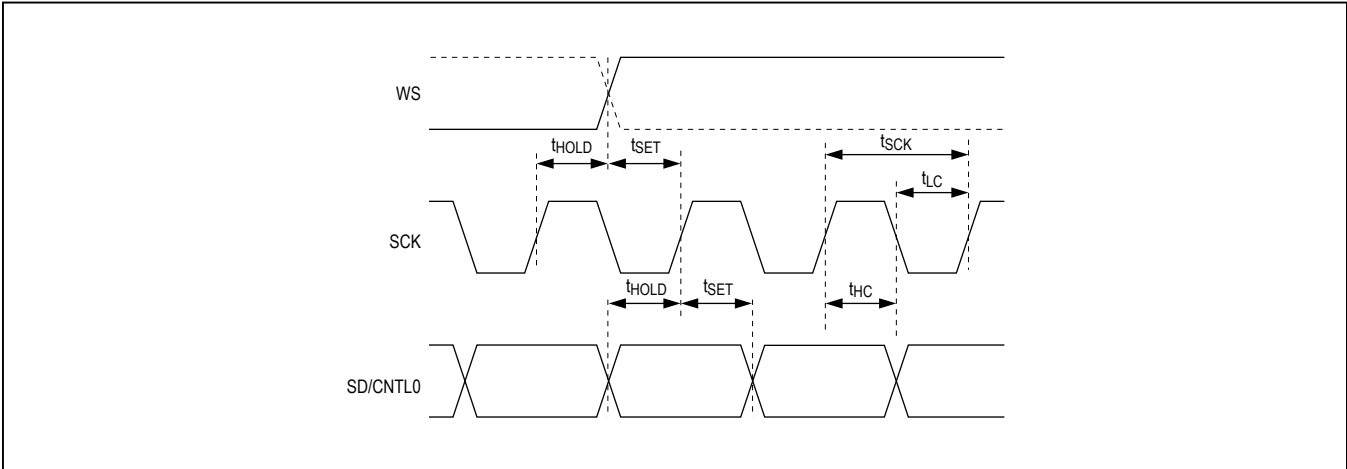 WS
tHOLD tSET
tSCK
tLC
SCK
tHOLD tSET
tHC
SD/CNTL0